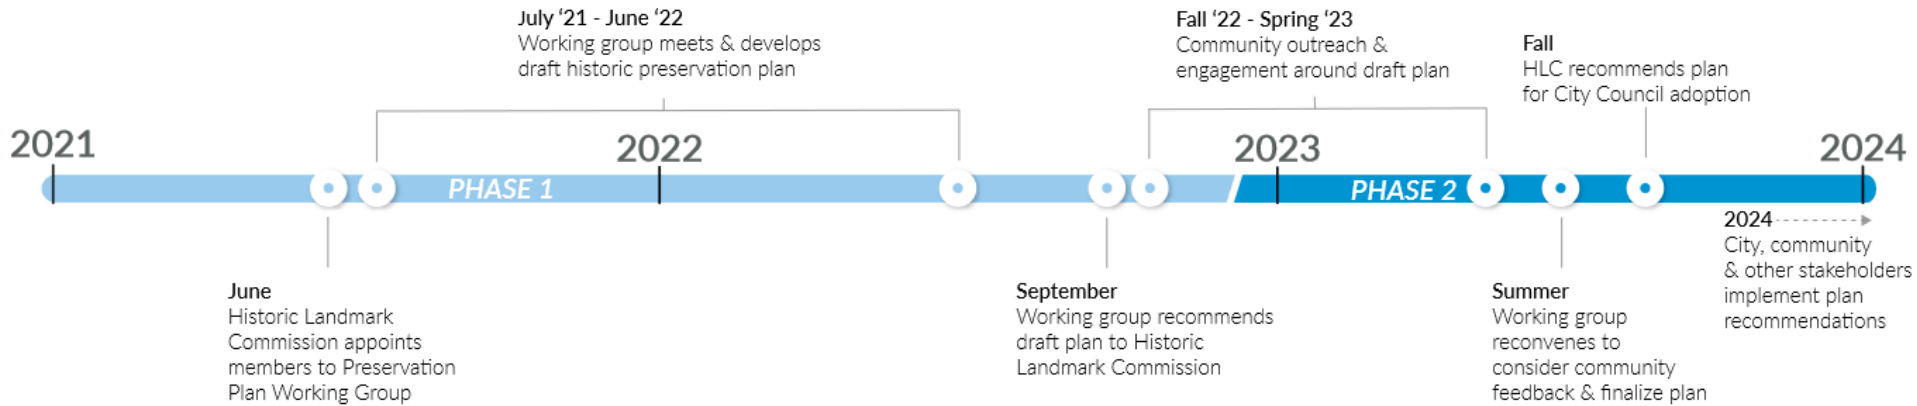 July ‘21 - June ‘22
Working group meets & develops
draft historic preservation plan
Fall ‘22 - Spring ‘23
Community outreach &
engagement around draft plan
Fall
HLC recommends plan
for City Council adoption
2021
2022
2023
2024
PHASE 1
PHASE 2
June
Historic Landmark
Commission appoints
members to Preservation
Plan Working Group
September
Working group recommends
draft plan to Historic
Landmark Commission
Summer
Working group
reconvenes to
consider community
feedback & finalize plan
2024
City, community
& other stakeholders
implement plan
recommendations